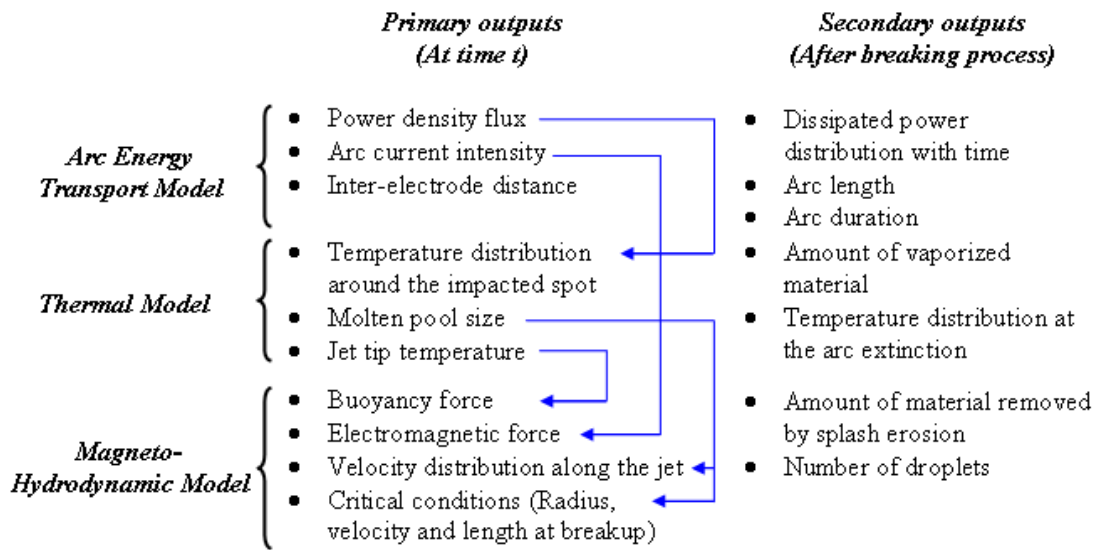 Primary outputs
(At time t)
Secondary outputs
(After breaking process)
Arc Energy
Transport Model
• Power density flux
• Arc current intensity
• Inter-electrode distance
• Dissipated power
distribution with time
• Arc length
• Arc duration
Thermal Model
• Temperature distribution
around the impacted spot
• Molten pool size
• Jet tip temperature
• Amount of vaporized
material
• Temperature distribution at
the arc extinction
Magneto-
Hydrodynamic Model
• Buoyancy force
• Electromagnetic force
• Velocity distribution along the jet
• Critical conditions (Radius,
velocity and length at breakup)
• Amount of material removed
by splash erosion
• Number of droplets